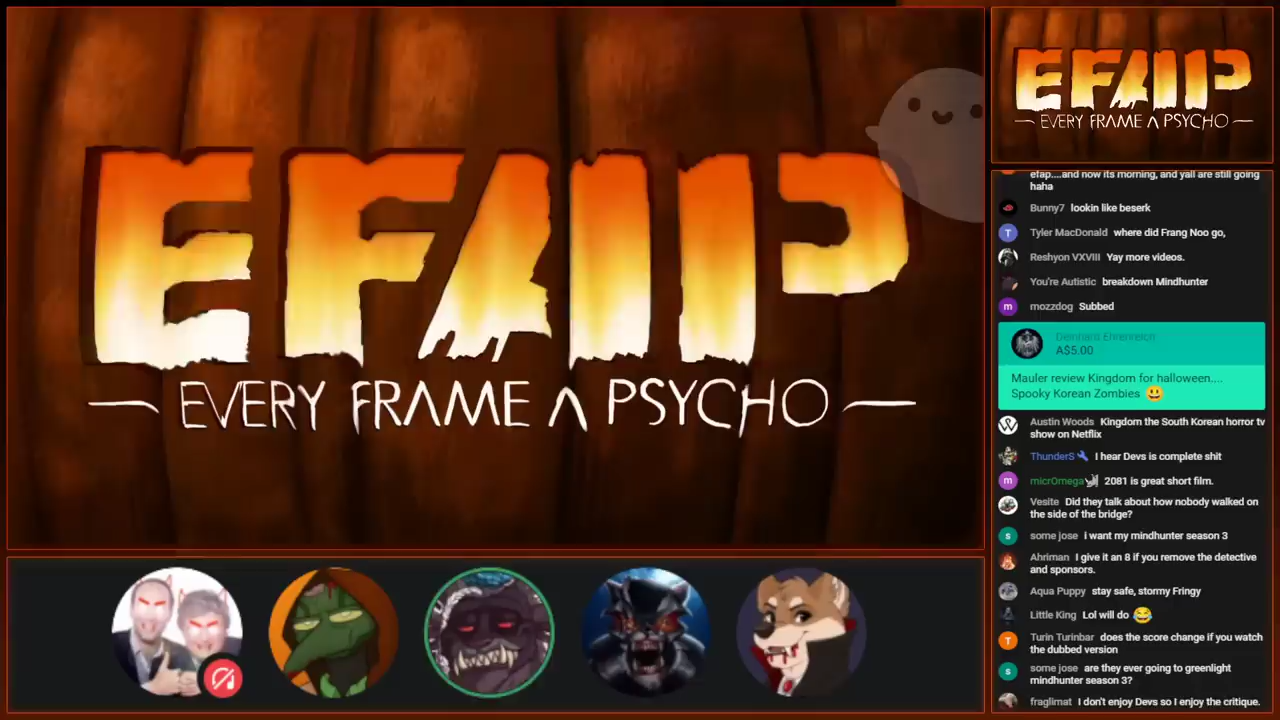 EFAP
EVERY FRAME A PSYCHO
EFAP
EVERY FRAME A PSYCHO
efap....and now its morning, and yall are still going
haha
Bunny7 lookin like beserk
T
Tyler MacDonald where did Frang Noo go,
Reshyon VXVIII Yay more videos.
You're Autistic breakdown Mindhunter
m
mozzdog Subbed
A$5.00
Mauler review Kingdom for halloween....
Spooky Korean Zombies 😃
Austin Woods Kingdom the South Korean horror tv
show on Netflix
ThunderS I hear Devs is complete shit
m
micrOmega 2081 is great short film.
Vesite Did they talk about how nobody walked on
the side of the bridge?
s
some jose i want my mindhunter season 3
Ahriman I give it an 8 if you remove the detective
and sponsors.
Aqua Puppy stay safe, stormy Fringy
Little King Lol will do 😂
T
Turin Turinbar does the score change if you watch
the dubbed version
s
some jose are they ever going to greenlight
mindhunter season 3?
fraglimat I don't enjoy Devs so I enjoy the critique.